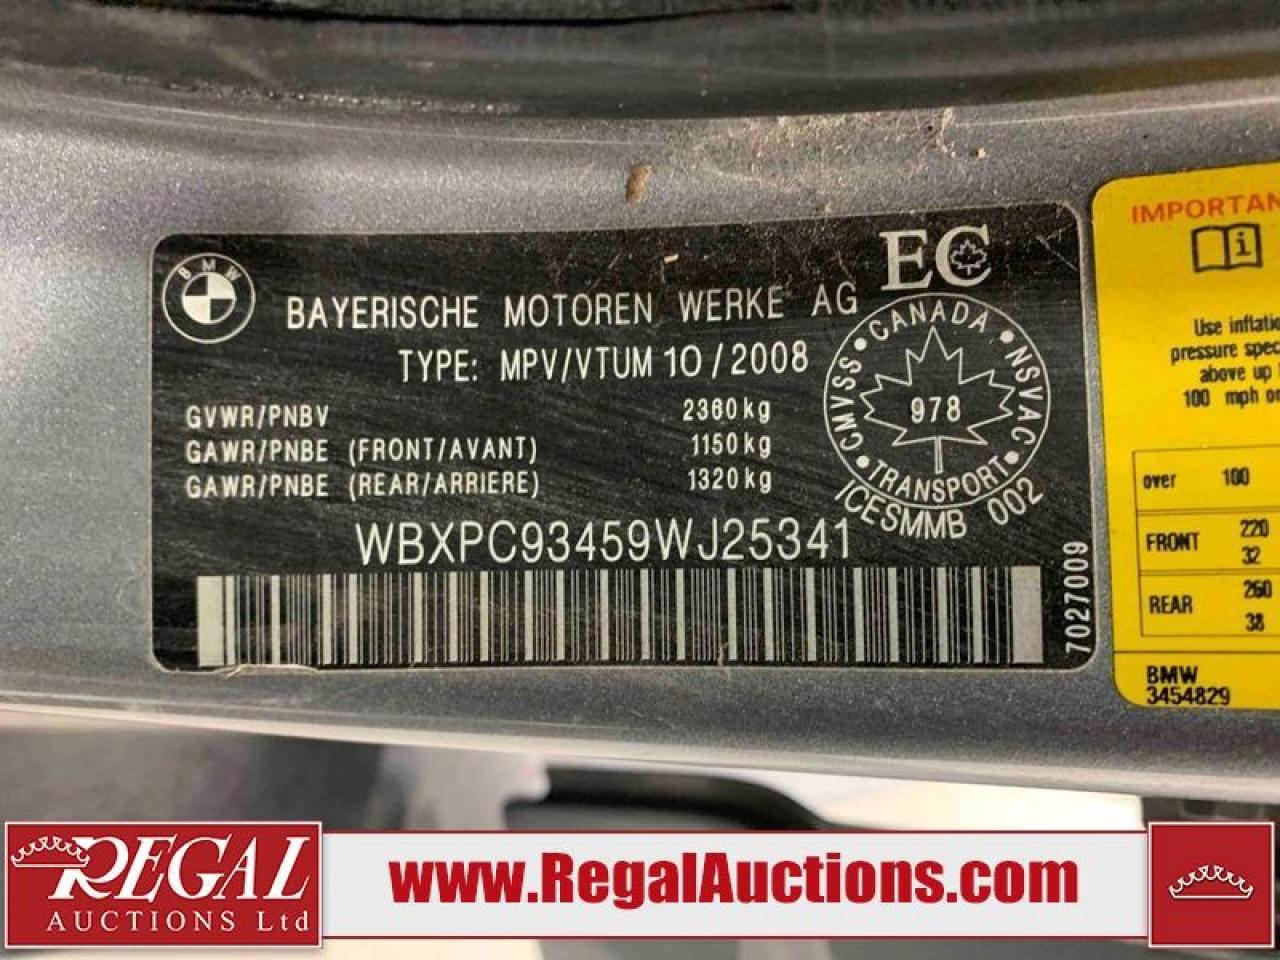 BMW
BAYERISCHE MOTOREN WERKE AG
EC
TYPE: MPV/VTUM 10/2008
GVWR/PNBV 2360kg
GAWR/PNBE (FRONT/AVANT) 1150kg
GAWR/PNBE (REAR/ARRIERE) 1320kg
CANADA
CMVSS • NSVAC
978
TRANSPORT
ICESMMB 002
WBXPC93459WJ25341
7027009
IMPORTAN
i
Use inflati
pressure spec
above up
100 mph or
over 100
FRONT 220
32
REAR 260
38
BMW
3454829
REGAL
AUCTIONS Ltd
www.RegalAuctions.com